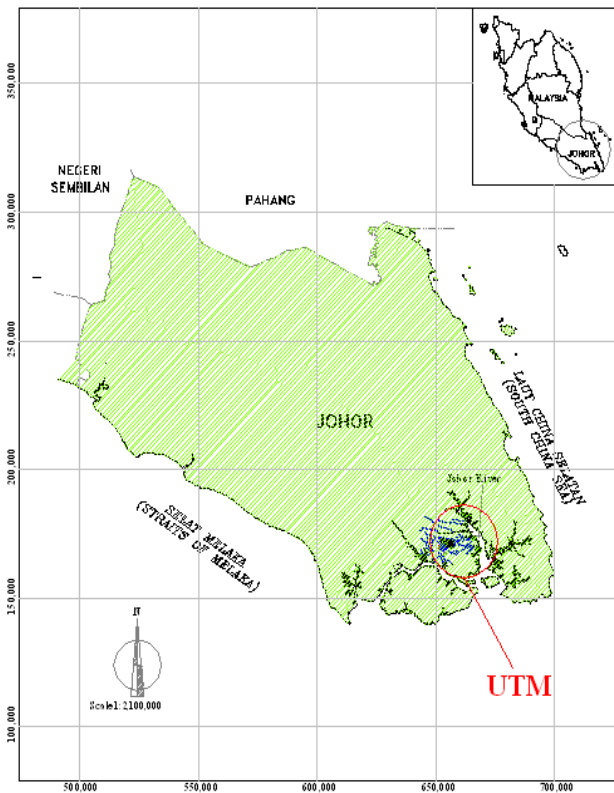 MALAYSIA
JOHOR
NEGERI
SEMBILAN
PAHANG
350,000
300,000
250,000
200,000
150,000
100,000
JOHOR
LAUT CHINA SELATAN
(SOUTH CHINA SEA)
Johor River
SELAT MELAKA
(STRAITS OF MELAKA)
N
Scale1:2100,000
UTM
500,000
550,000
600,000
650,000
700,000